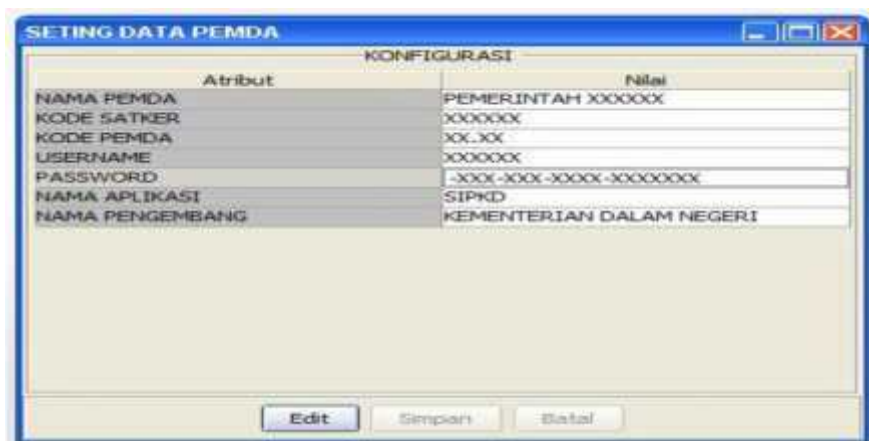 SETING DATA PEMDA
KONFIGURASI
Atribut Nilai
NAMA PEMDA PEMERINTAH XXXXXX
KODE SATKER XXXXXX
KODE PEMDA XX.XX
USERNAME XXXXXX
PASSWORD -XXX-XXX-XXXX-XXXXXXX
NAMA APLIKASI SIPKD
NAMA PENGEMBANG KEMENTERIAN DALAM NEGERI
Edit Simpan Batal